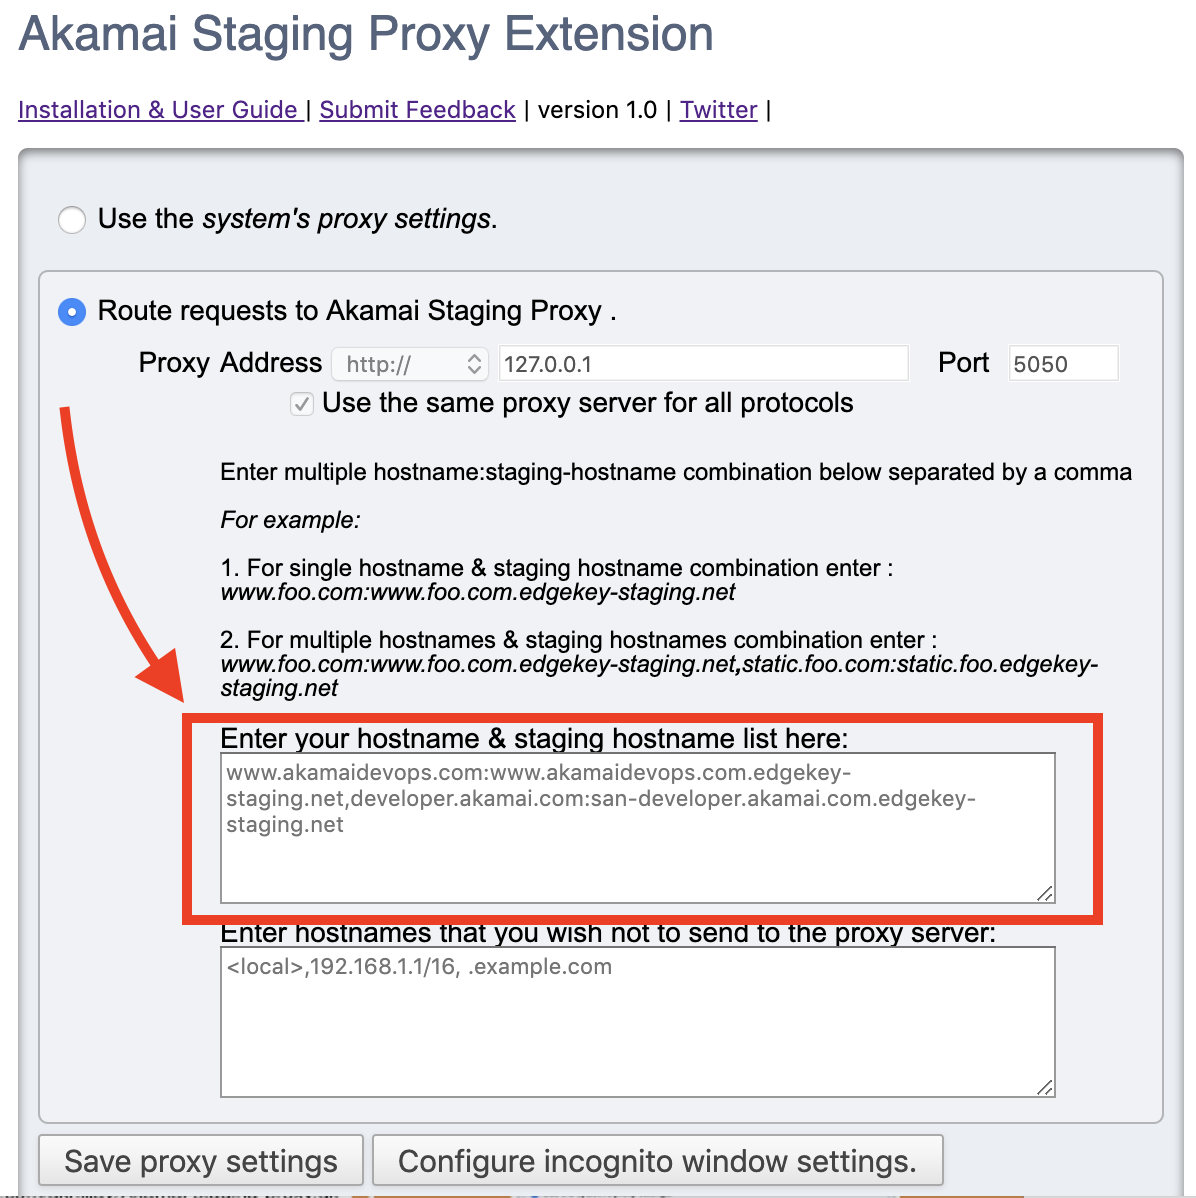 Akamai Staging Proxy Extension
Installation & User Guide | Submit Feedback | version 1.0 | Twitter |
Use the system's proxy settings.
Route requests to Akamai Staging Proxy .
Proxy Address http:// 127.0.0.1 Port 5050
Use the same proxy server for all protocols
Enter multiple hostname:staging-hostname combination below separated by a comma
For example:
1. For single hostname & staging hostname combination enter :
www.foo.com:www.foo.com.edgekey-staging.net
2. For multiple hostnames & staging hostnames combination enter :
www.foo.com:www.foo.com.edgekey-staging.net,static.foo.com:static.foo.edgekey-
staging.net
Enter your hostname & staging hostname list here:
www.akamaidevops.com:www.akamaidevops.com.edgekey-
staging.net,developer.akamai.com:san-developer.akamai.com.edgekey-
staging.net
Enter hostnames that you wish not to send to the proxy server:
<local>,192.168.1.1/16, .example.com
Save proxy settings Configure incognito window settings.